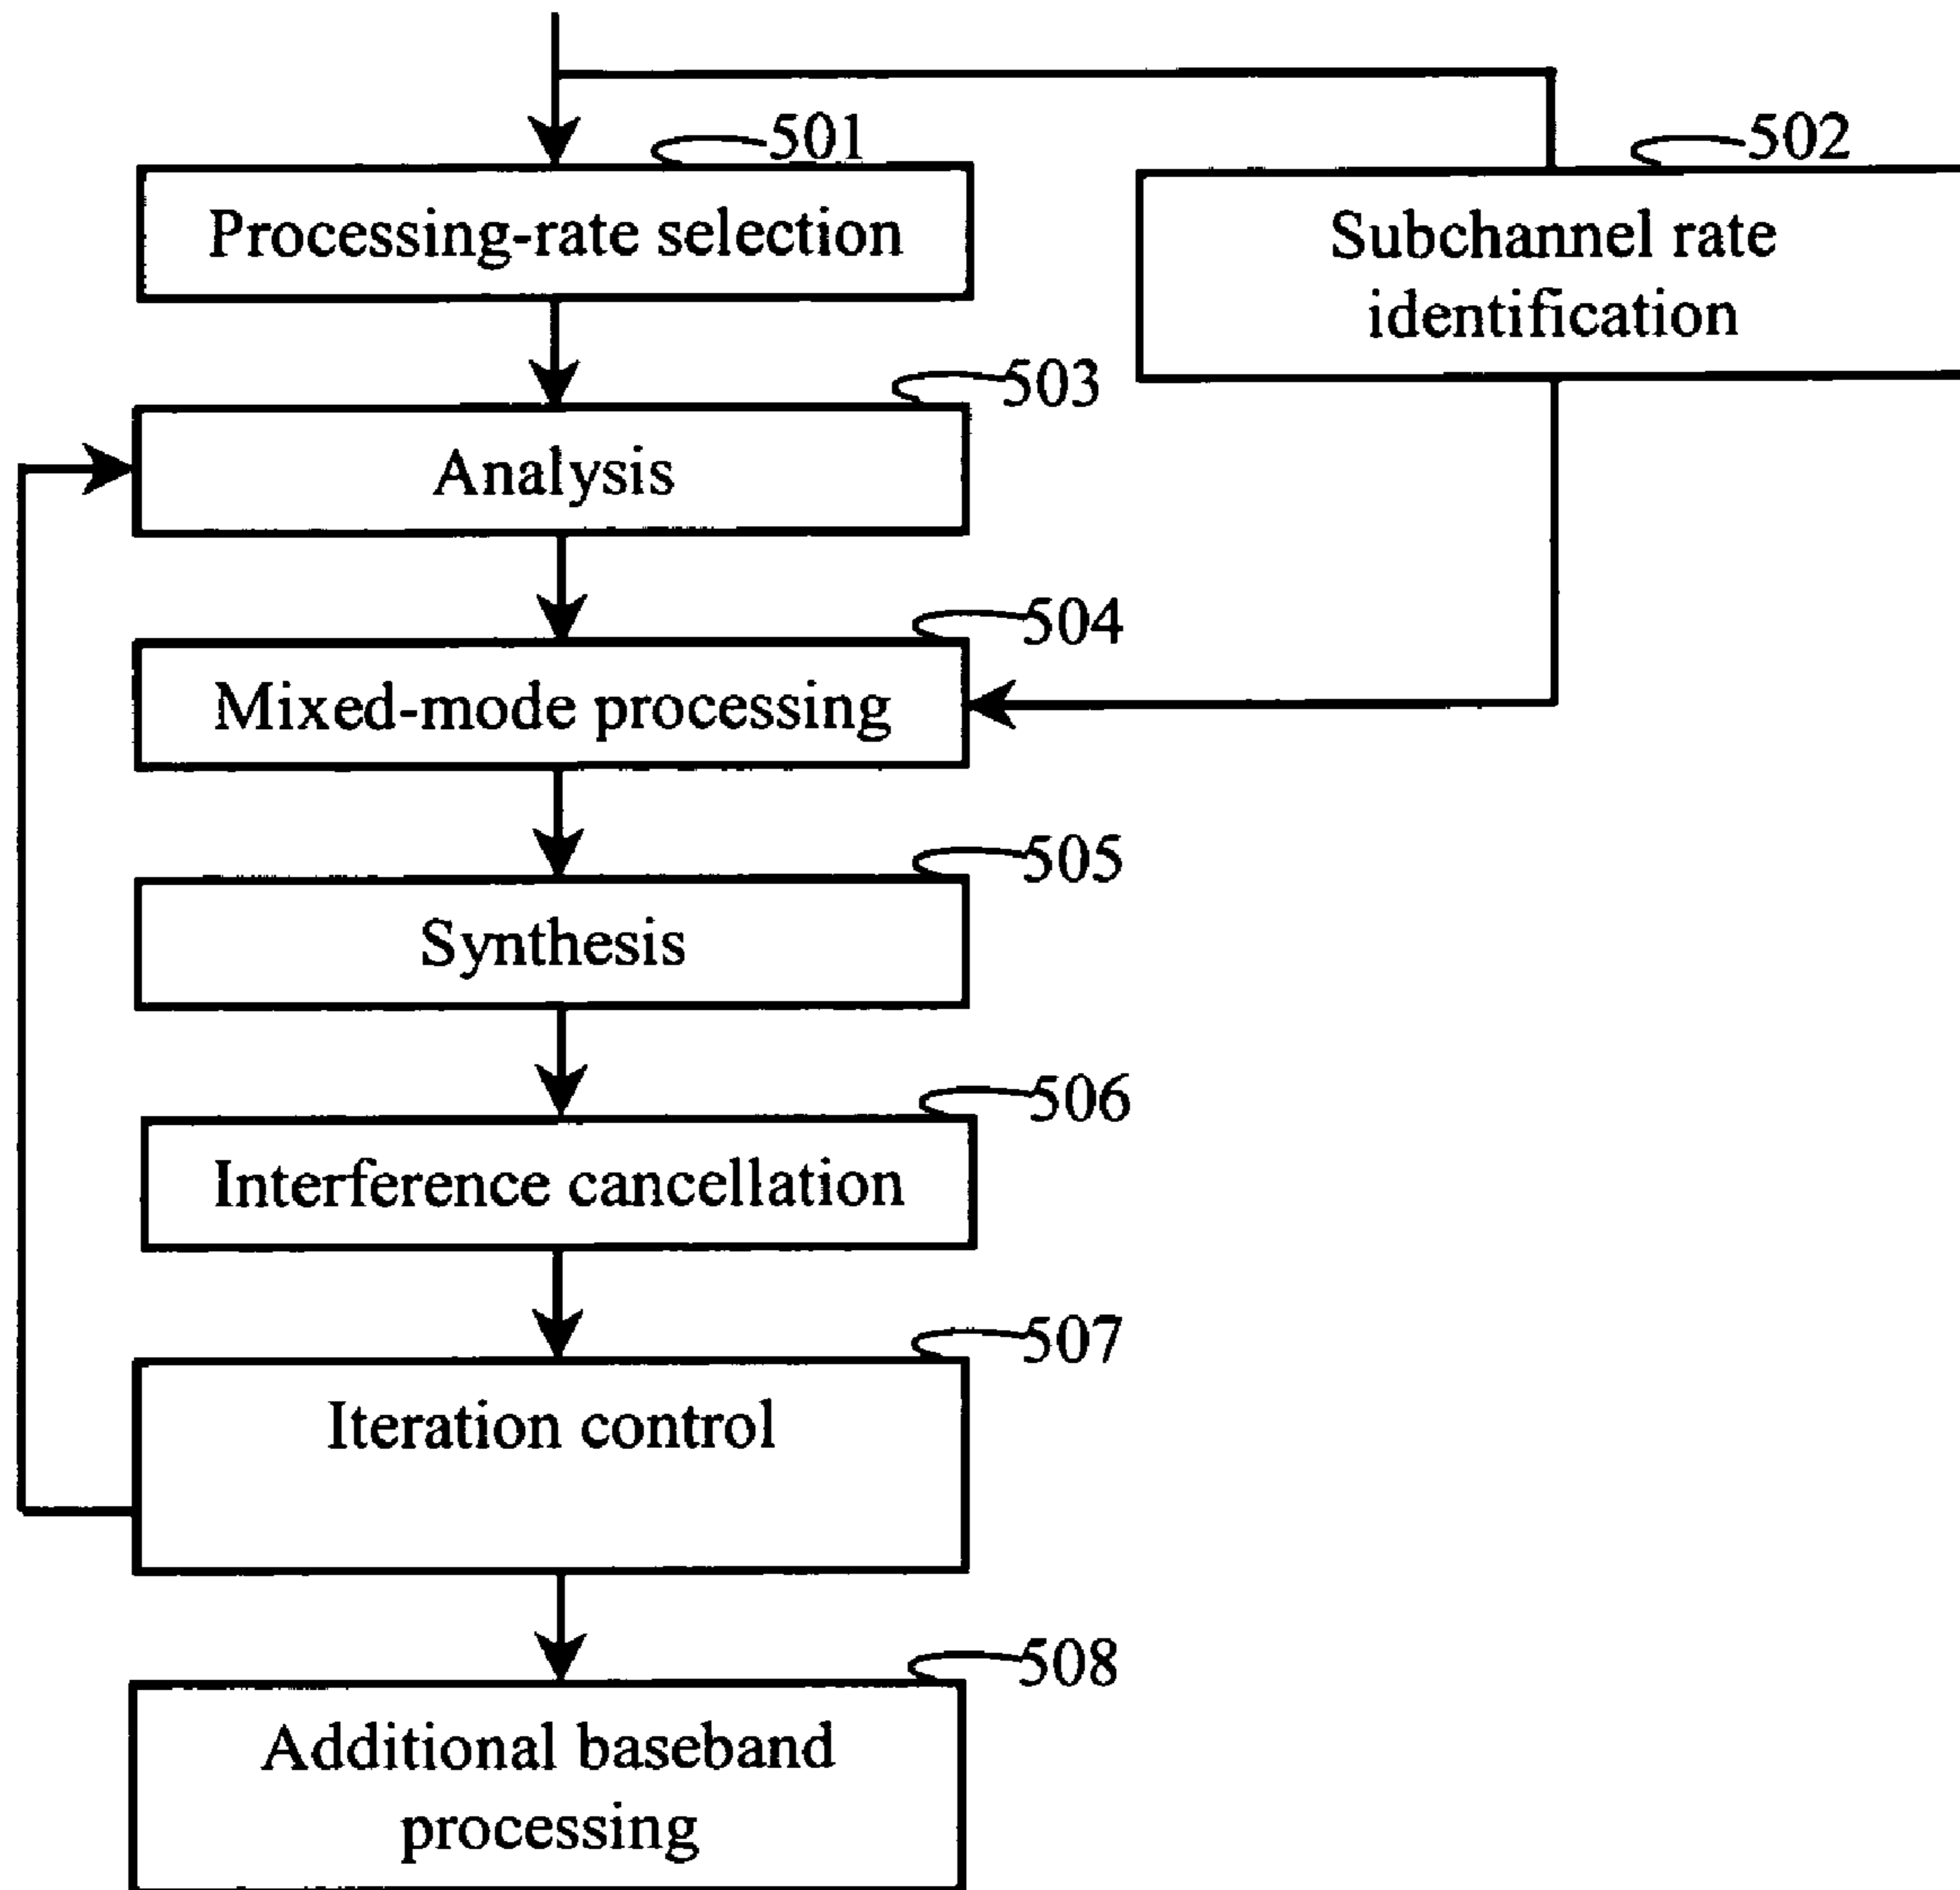 501
Processing-rate selection
502
Subchannel rate
identification
503
Analysis
504
Mixed-mode processing
505
Synthesis
506
Interference cancellation
507
Iteration control
508
Additional baseband
processing